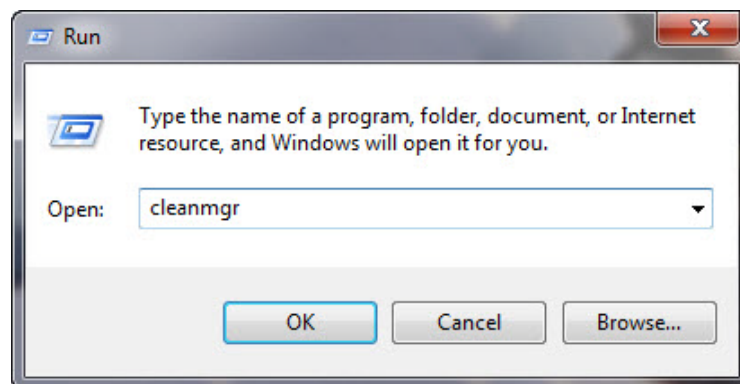 Run
Type the name of a program, folder, document, or Internet
resource, and Windows will open it for you.
Open: cleanmgr
OK Cancel Browse...